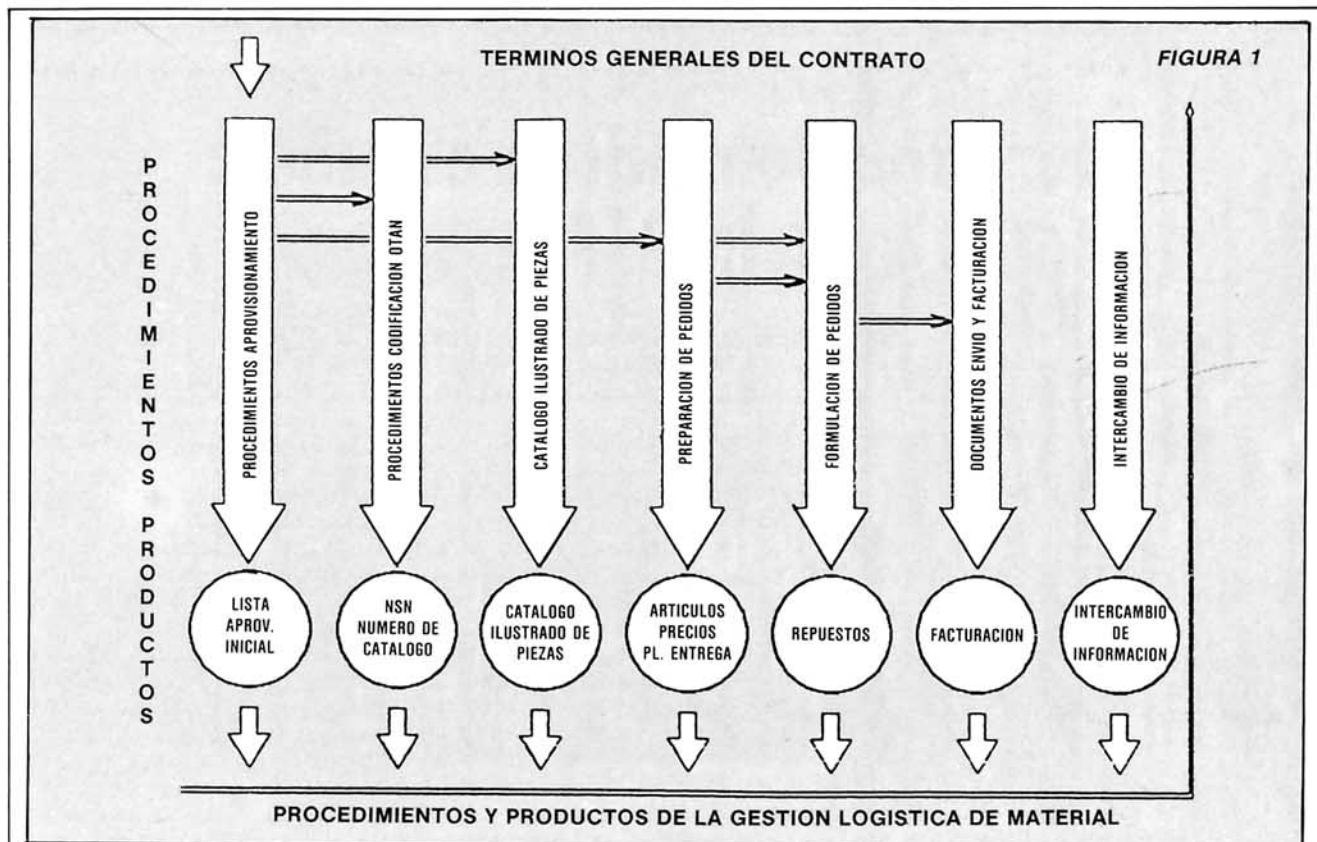 TERMINOS GENERALES DEL CONTRATO
FIGURA 1
PROCEDIMIENTOS
PRODUCTOS
PROCEDIMIENTOS APROVISIONAMIENTO
PROCEDIMIENTOS CODIFICACION OTAN
CATALOGO ILUSTRADO DE PIEZAS
PREPARACION DE PEDIDOS
FORMULACION DE PEDIDOS
DOCUMENTOS ENVIO Y FACTURACION
INTERCAMBIO DE INFORMACION
LISTA
APROV.
INICIAL
NSN
NUMERO DE
CATALOGO
CATALOGO
ILUSTRADO DE
PIEZAS
ARTICULOS
PRECIOS
PL. ENTREGA
REPUESTOS
FACTURACION
INTERCAMBIO
DE
INFORMACION
PROCEDIMIENTOS Y PRODUCTOS DE LA GESTION LOGISTICA DE MATERIAL